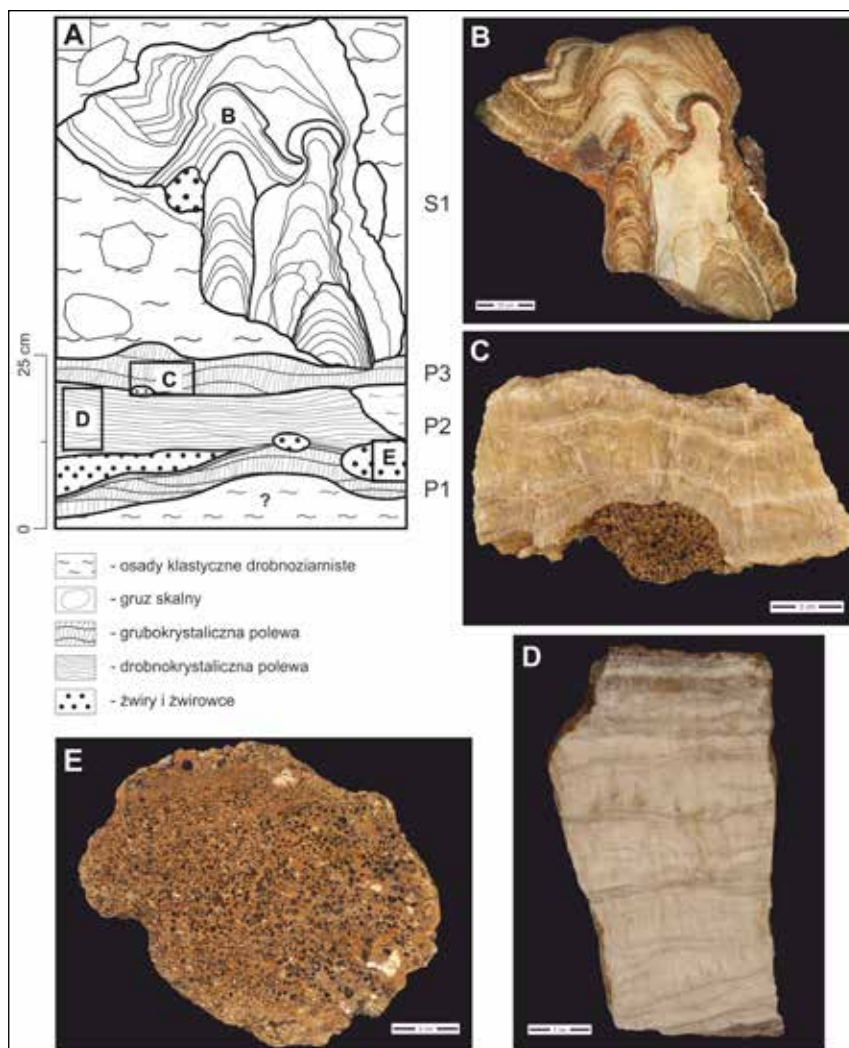 A
B
S1
25 cm
P3
C
D
P2
E
P1
?
0
- osady klastyczne drobnoziarniste
- gruz skalny
- grubokrystaliczna polewa
- drobnokrystaliczna polewa
- żwiry i żwirowce
B
C
D
E